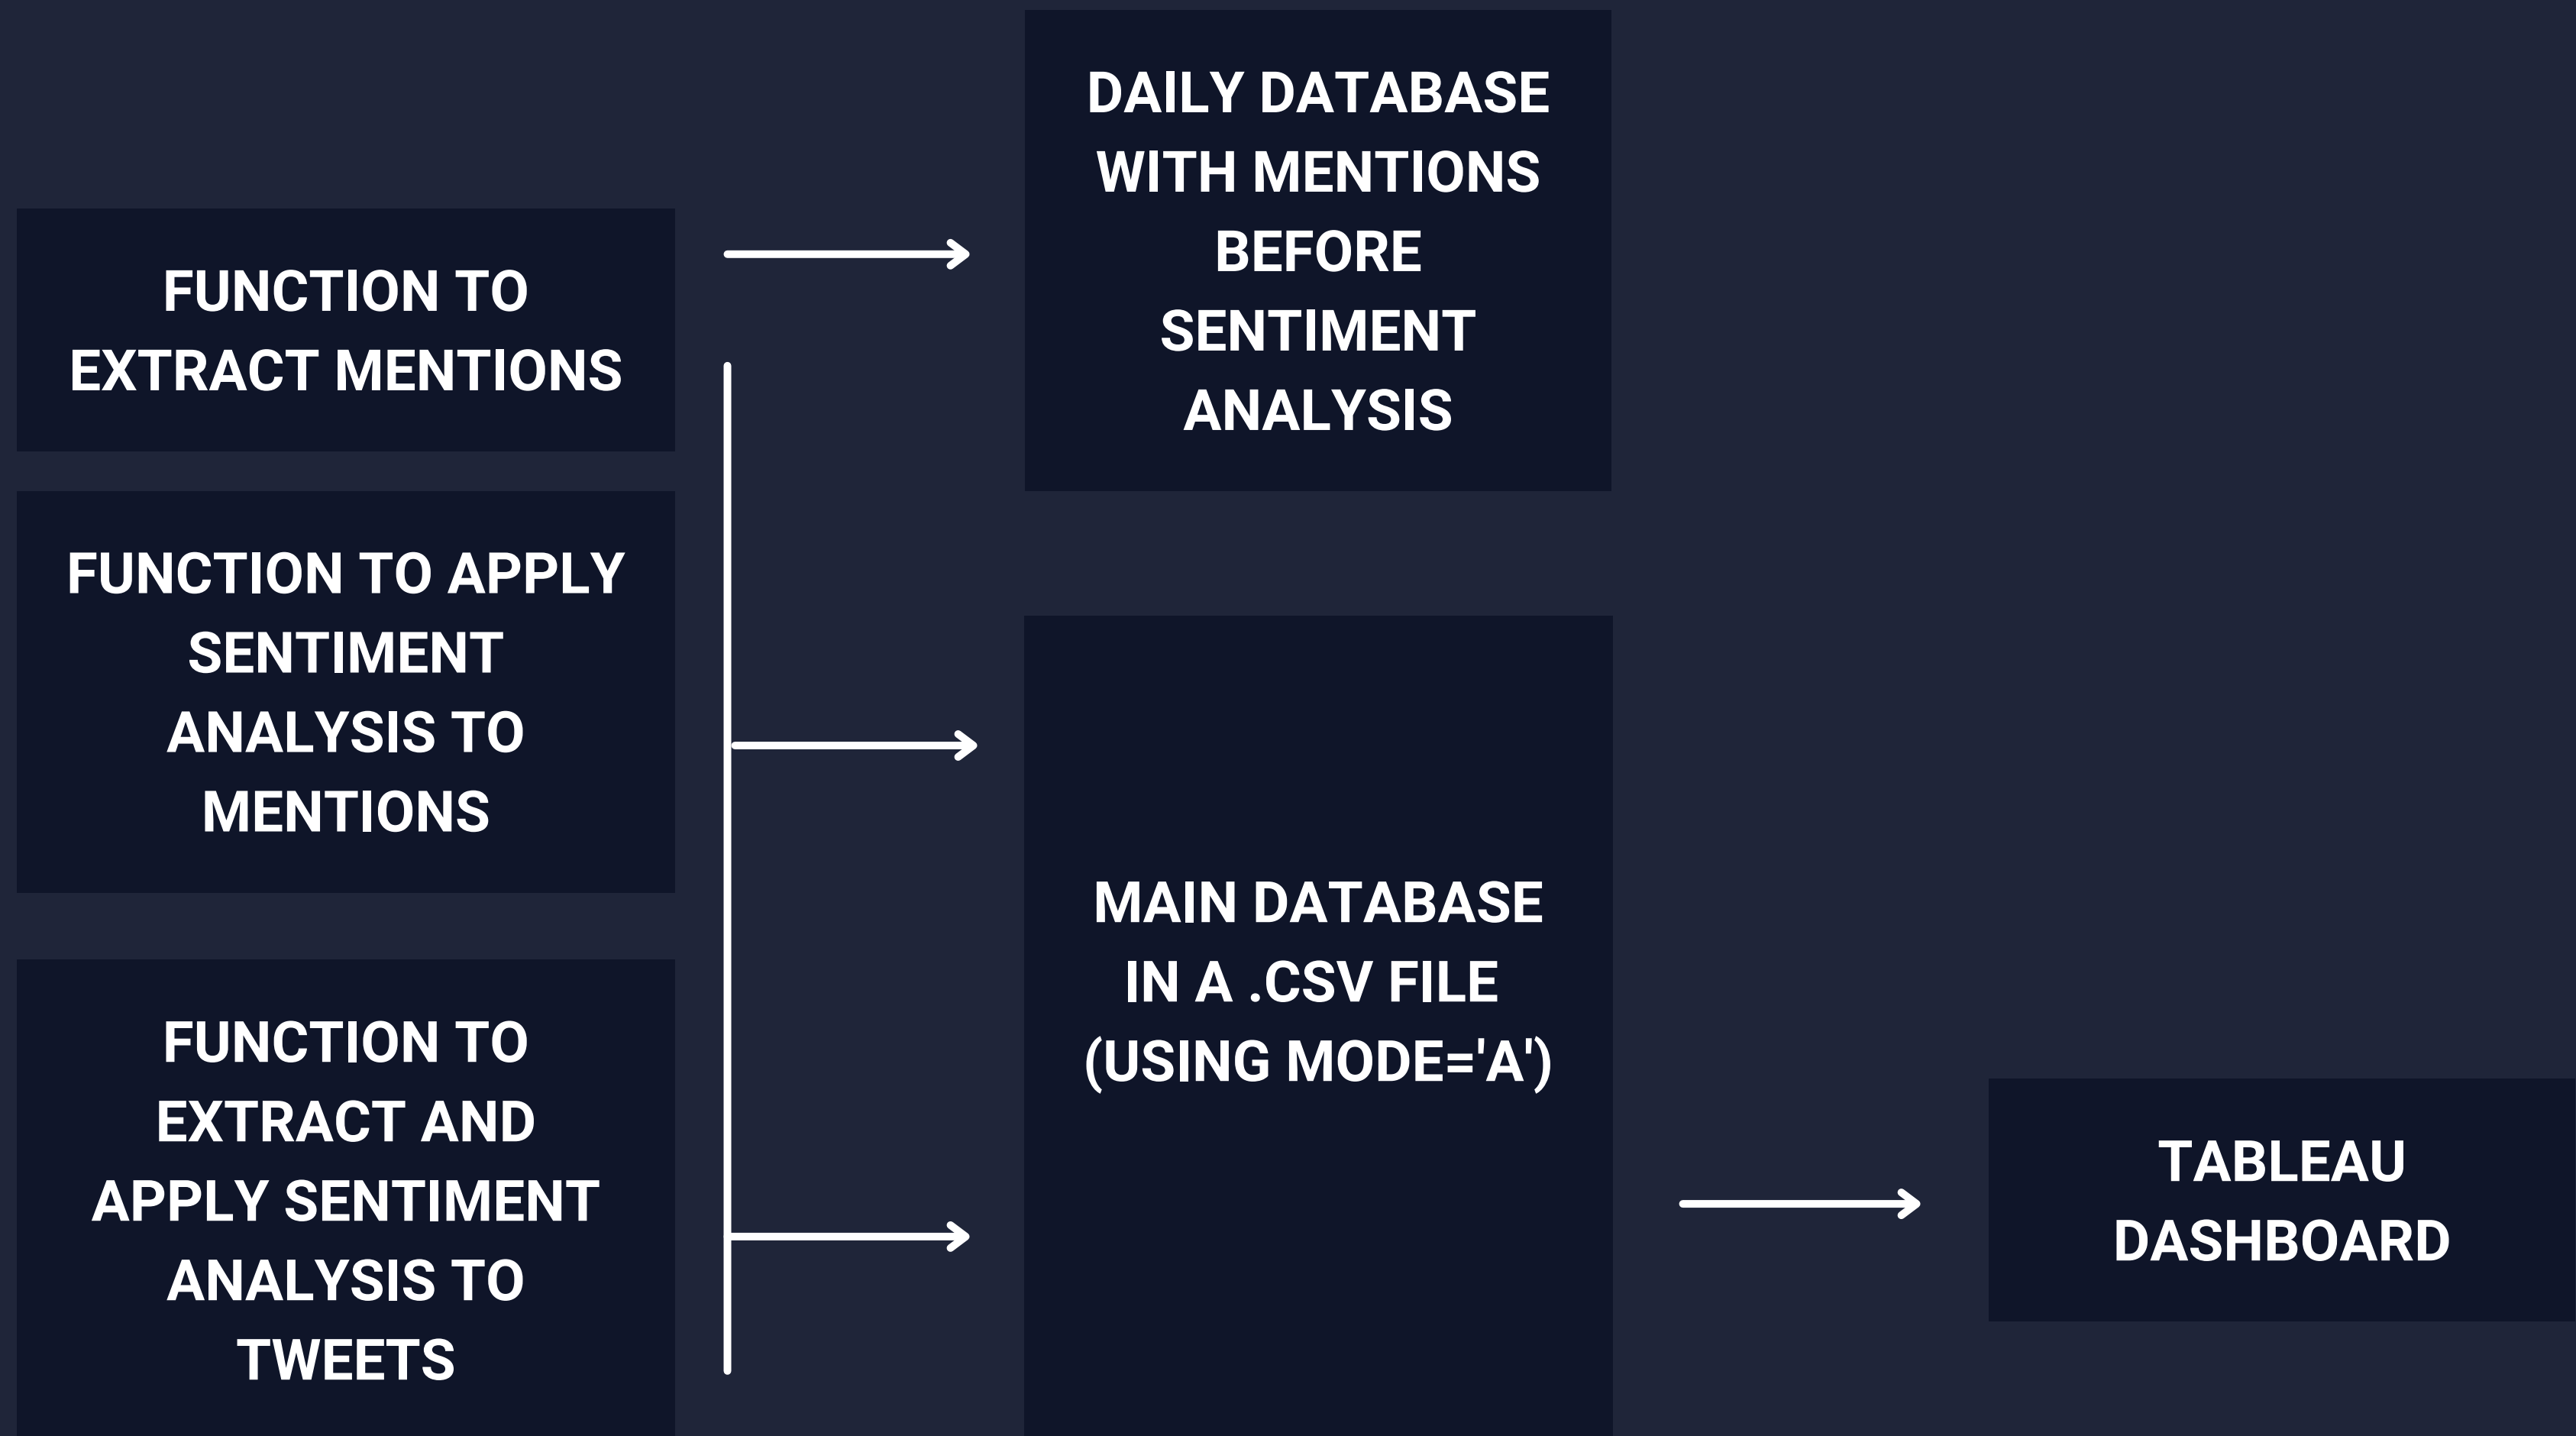 FUNCTION TO
EXTRACT MENTIONS
FUNCTION TO APPLY
SENTIMENT
ANALYSIS TO
MENTIONS
FUNCTION TO
EXTRACT AND
APPLY SENTIMENT
ANALYSIS TO
TWEETS
DAILY DATABASE
WITH MENTIONS
BEFORE
SENTIMENT
ANALYSIS
MAIN DATABASE
IN A .CSV FILE
(USING MODE='A')
TABLEAU
DASHBOARD